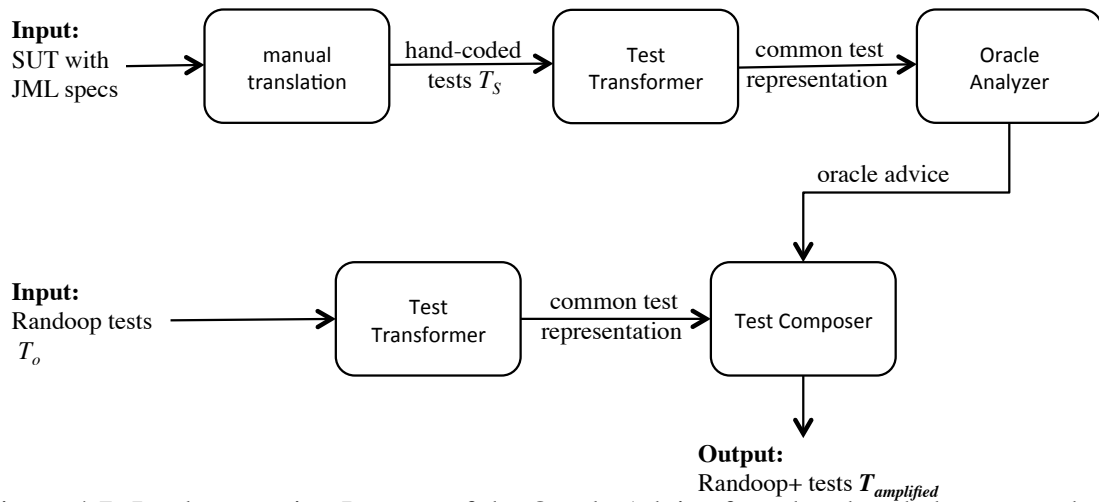 Input:
SUT with
JML specs
manual
translation
hand-coded
tests T_S
Test
Transformer
common test
representation
Oracle
Analyzer
oracle advice
Input:
Randoop tests
T_o
Test
Transformer
common test
representation
Test Composer
Output:
Randoop+ tests T_amplified